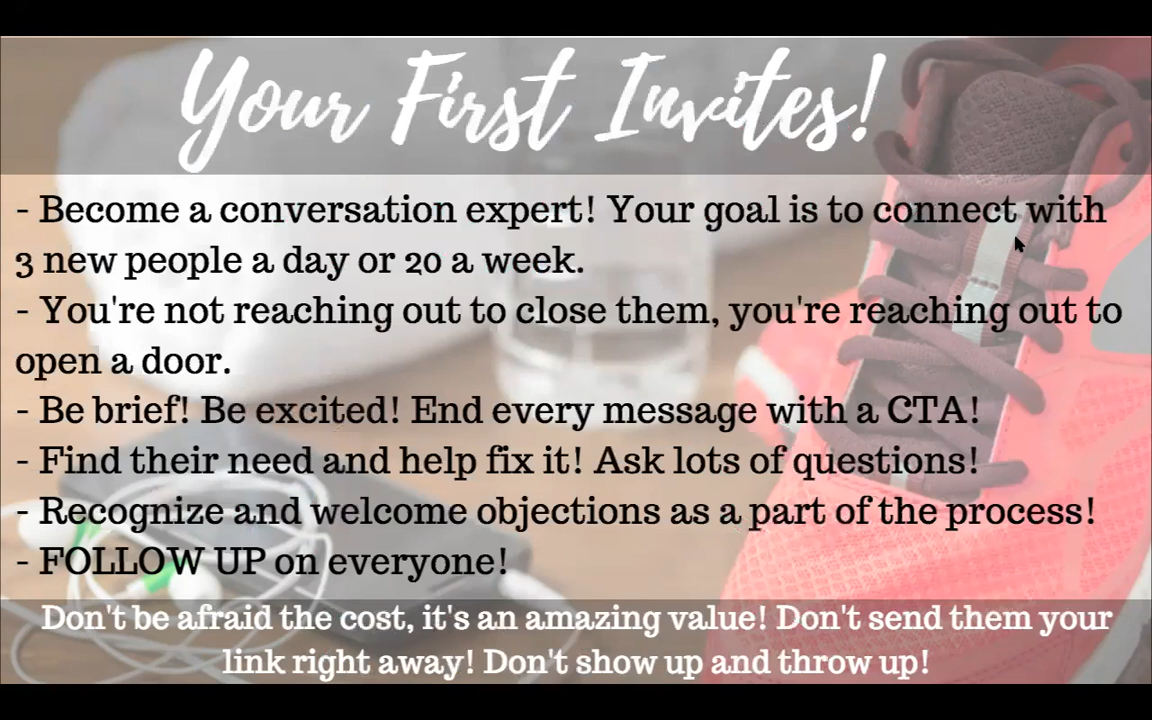 Your First Invites!
- Become a conversation expert! Your goal is to connect with
3 new people a day or 20 a week.
- You're not reaching out to close them, you're reaching out to
open a door.
- Be brief! Be excited! End every message with a CTA!
- Find their need and help fix it! Ask lots of questions!
- Recognize and welcome objections as a part of the process!
- FOLLOW UP on everyone!
Don't be afraid the cost, it's an amazing value! Don't send them your
link right away! Don't show up and throw up!